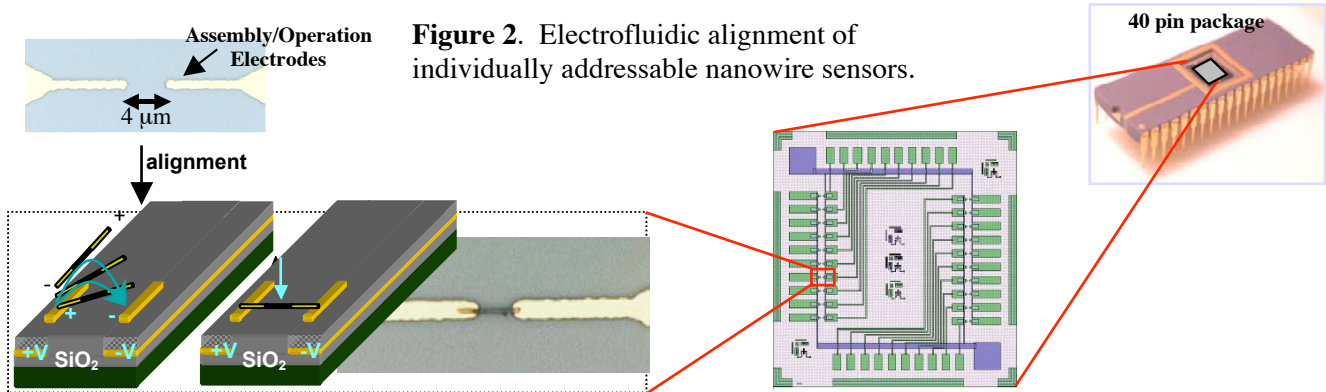 Assembly/Operation
Electrodes
4 μm
Figure 2. Electrofluidic alignment of
individually addressable nanowire sensors.
40 pin package
alignment
+
-
+ -
+V SiO₂ -V
+V SiO₂ -V